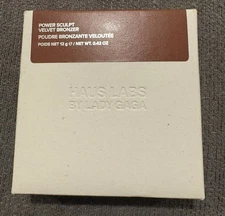 POWER SCULPT
VELVET BRONZER
POUDRE BRONZANTE VELOUTÉE
POIDS NET 12 g ℮ / NET WT. 0.42 OZ
HAUS LABS
BY LADY GAGA